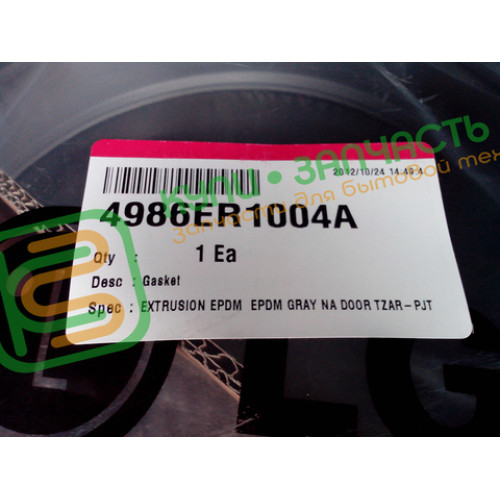 2012/10/24 14:49:4
КУПИ·ЗАПЧАСТЬ
Запчасти для бытовой тех
4986ER1004A
Qty : 1 Ea
Desc : Gasket
Spec : EXTRUSION EPDM EPDM GRAY NA DOOR TZAR-PJT
LG